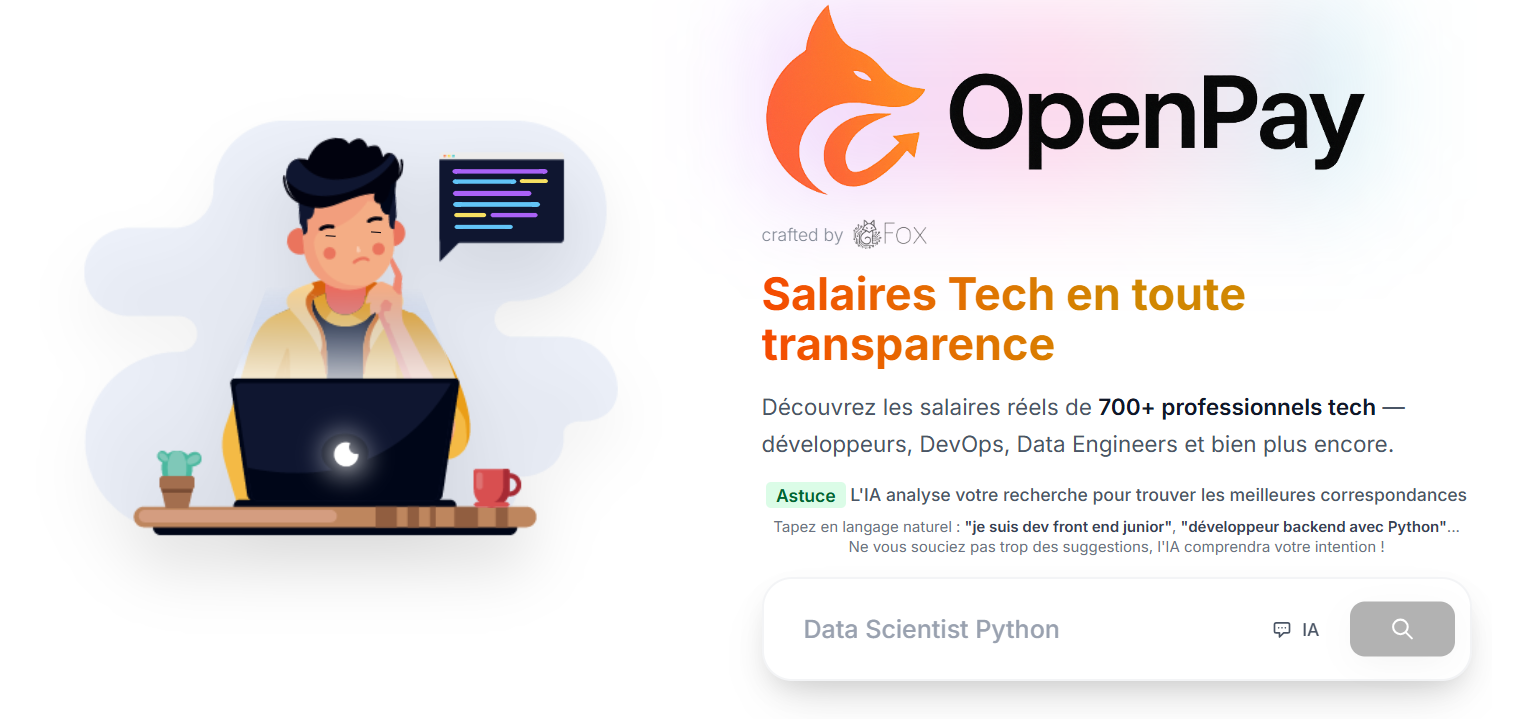 OpenPay
crafted by Fox
Salaires Tech en toute
transparence
Découvrez les salaires réels de 700+ professionnels tech —
développeurs, DevOps, Data Engineers et bien plus encore.
Astuce L'IA analyse votre recherche pour trouver les meilleures correspondances
Tapez en langage naturel : "je suis dev front end junior", "développeur backend avec Python"...
Ne vous souciez pas trop des suggestions, l'IA comprendra votre intention !
Data Scientist Python IA